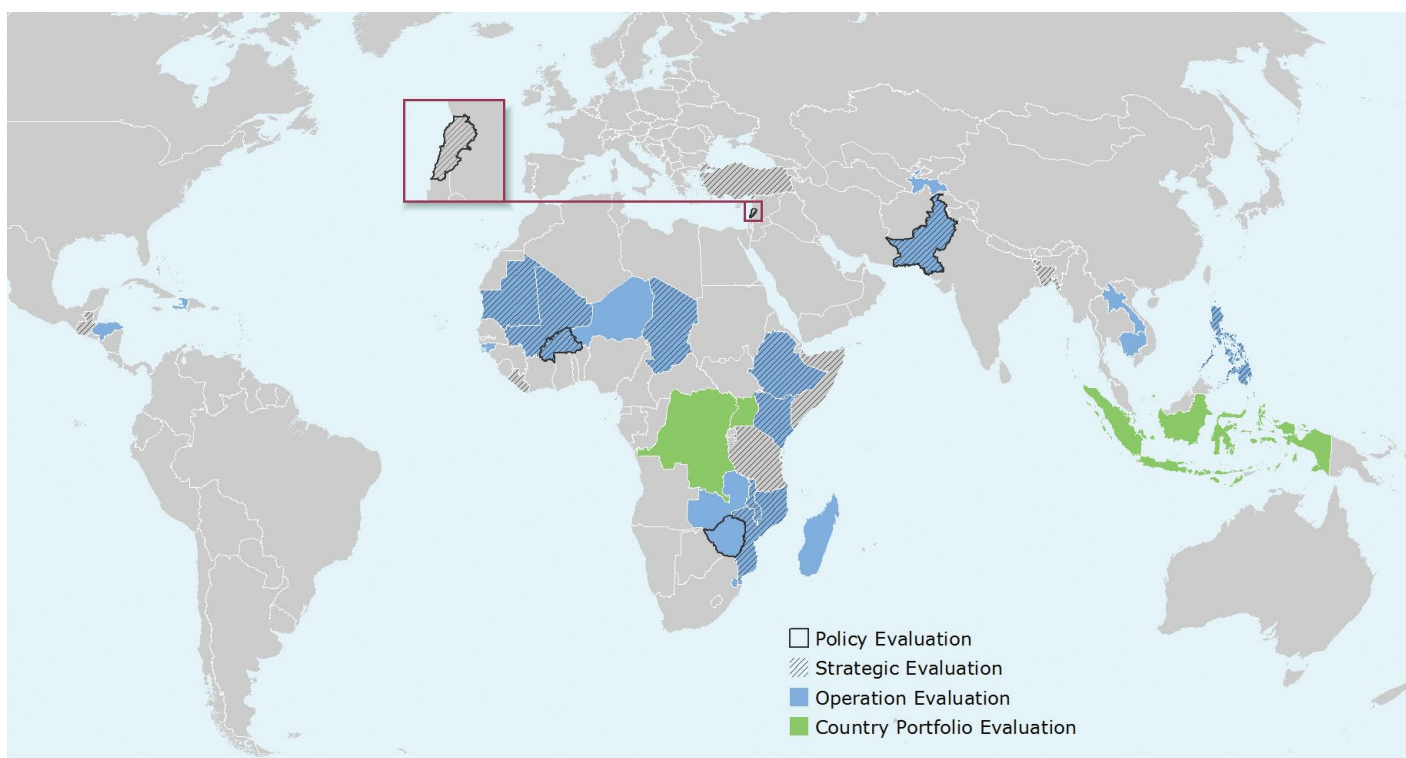 Policy Evaluation
Strategic Evaluation
Operation Evaluation
Country Portfolio Evaluation